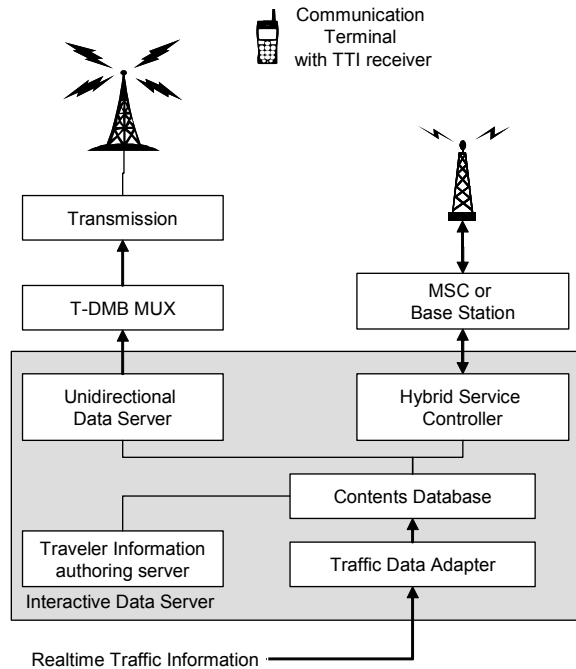 Communication
Terminal
with TTI receiver
Transmission
T-DMB MUX
MSC or
Base Station
Unidirectional
Data Server
Hybrid Service
Controller
Contents Database
Traveler Information
authoring server
Traffic Data Adapter
Interactive Data Server
Realtime Traffic Information